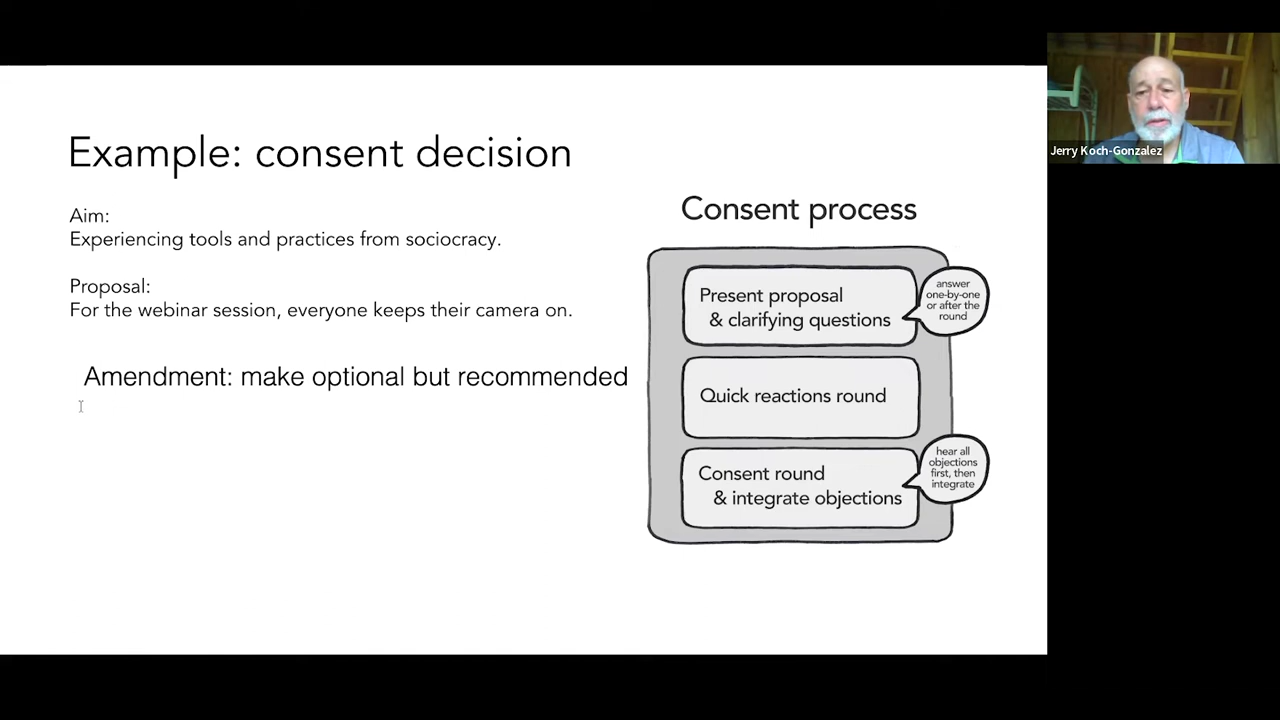 Example: consent decision
Aim:
Experiencing tools and practices from sociocracy.
Proposal:
For the webinar session, everyone keeps their camera on.
Amendment: make optional but recommended
Consent process
Present proposal
& clarifying questions
answer
one-by-one
or after the
round
Quick reactions round
Consent round
& integrate objections
hear all
objections
first, then
integrate
Jerry Koch-Gonzalez